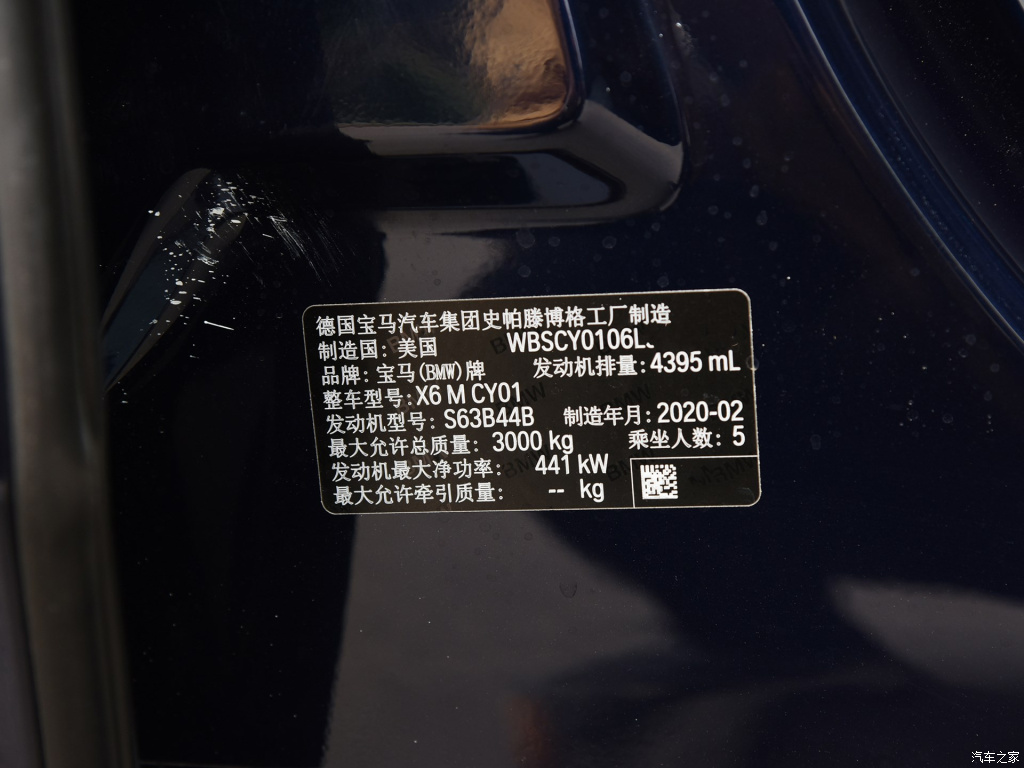 德国宝马汽车集团史帕滕博格工厂制造
制造国: 美国 WBSCY0106L
品牌: 宝马(BMW)牌 发动机排量: 4395 mL
整车型号: X6 M CY01
发动机型号: S63B44B 制造年月: 2020-02
最大允许总质量: 3000 kg 乘坐人数: 5
发动机最大净功率: 441 kW
最大允许牵引质量: -- kg
汽车之家